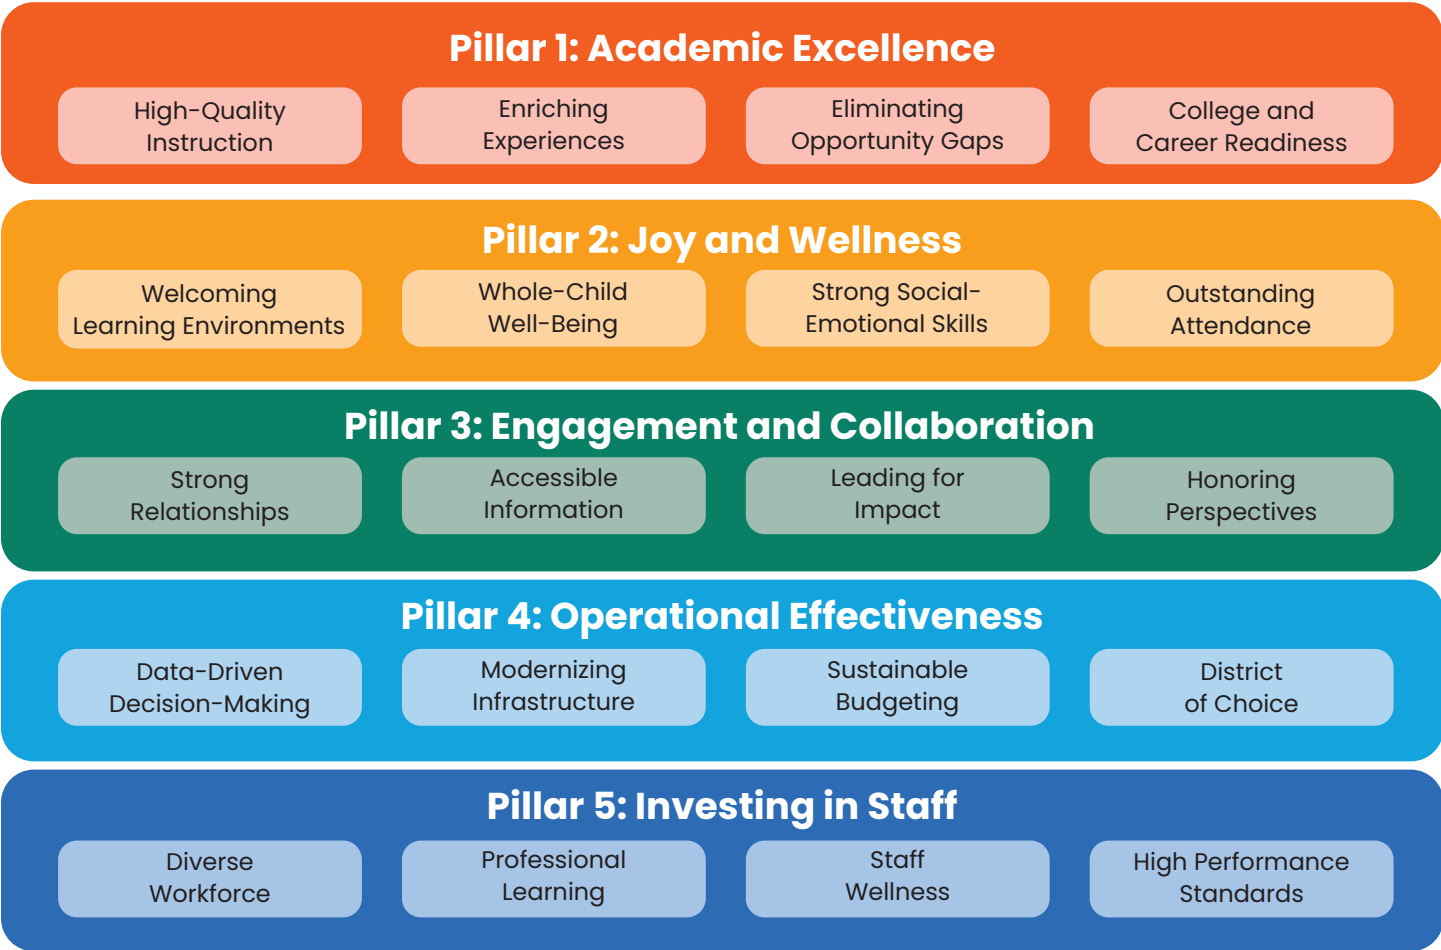 Pillar 1: Academic Excellence
High-Quality
Instruction
Enriching
Experiences
Eliminating
Opportunity Gaps
College and
Career Readiness
Pillar 2: Joy and Wellness
Welcoming
Learning Environments
Whole-Child
Well-Being
Strong Social-
Emotional Skills
Outstanding
Attendance
Pillar 3: Engagement and Collaboration
Strong
Relationships
Accessible
Information
Leading for
Impact
Honoring
Perspectives
Pillar 4: Operational Effectiveness
Data-Driven
Decision-Making
Modernizing
Infrastructure
Sustainable
Budgeting
District
of Choice
Pillar 5: Investing in Staff
Diverse
Workforce
Professional
Learning
Staff
Wellness
High Performance
Standards